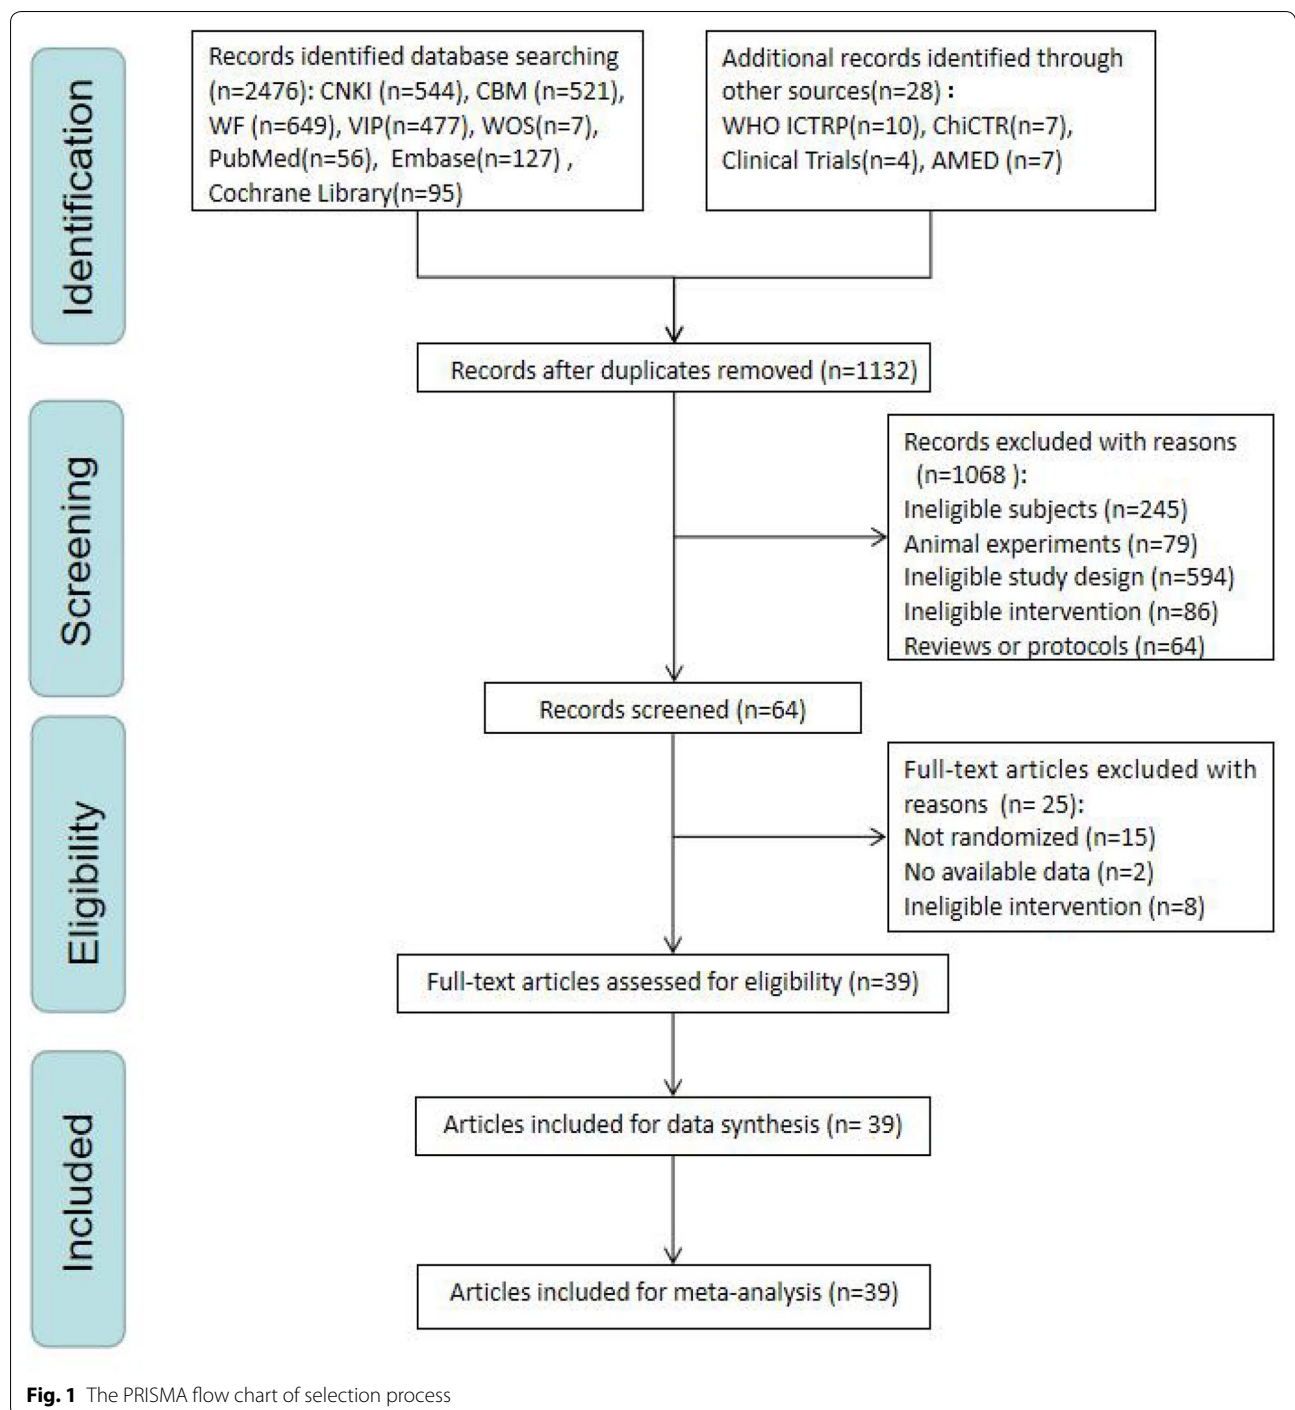 Identification
Records identified database searching
(n=2476): CNKI (n=544), CBM (n=521),
WF (n=649), VIP(n=477), WOS(n=7),
PubMed(n=56), Embase(n=127) ,
Cochrane Library(n=95)
Additional records identified through
other sources(n=28) :
WHO ICTRP(n=10), ChiCTR(n=7),
Clinical Trials(n=4), AMED (n=7)
Records after duplicates removed (n=1132)
Screening
Records excluded with reasons
(n=1068 ):
Ineligible subjects (n=245)
Animal experiments (n=79)
Ineligible study design (n=594)
Ineligible intervention (n=86)
Reviews or protocols (n=64)
Records screened (n=64)
Eligibility
Full-text articles excluded with
reasons (n= 25):
Not randomized (n=15)
No available data (n=2)
Ineligible intervention (n=8)
Full-text articles assessed for eligibility (n=39)
Included
Articles included for data synthesis (n= 39)
Articles included for meta-analysis (n=39)
Fig. 1 The PRISMA flow chart of selection process